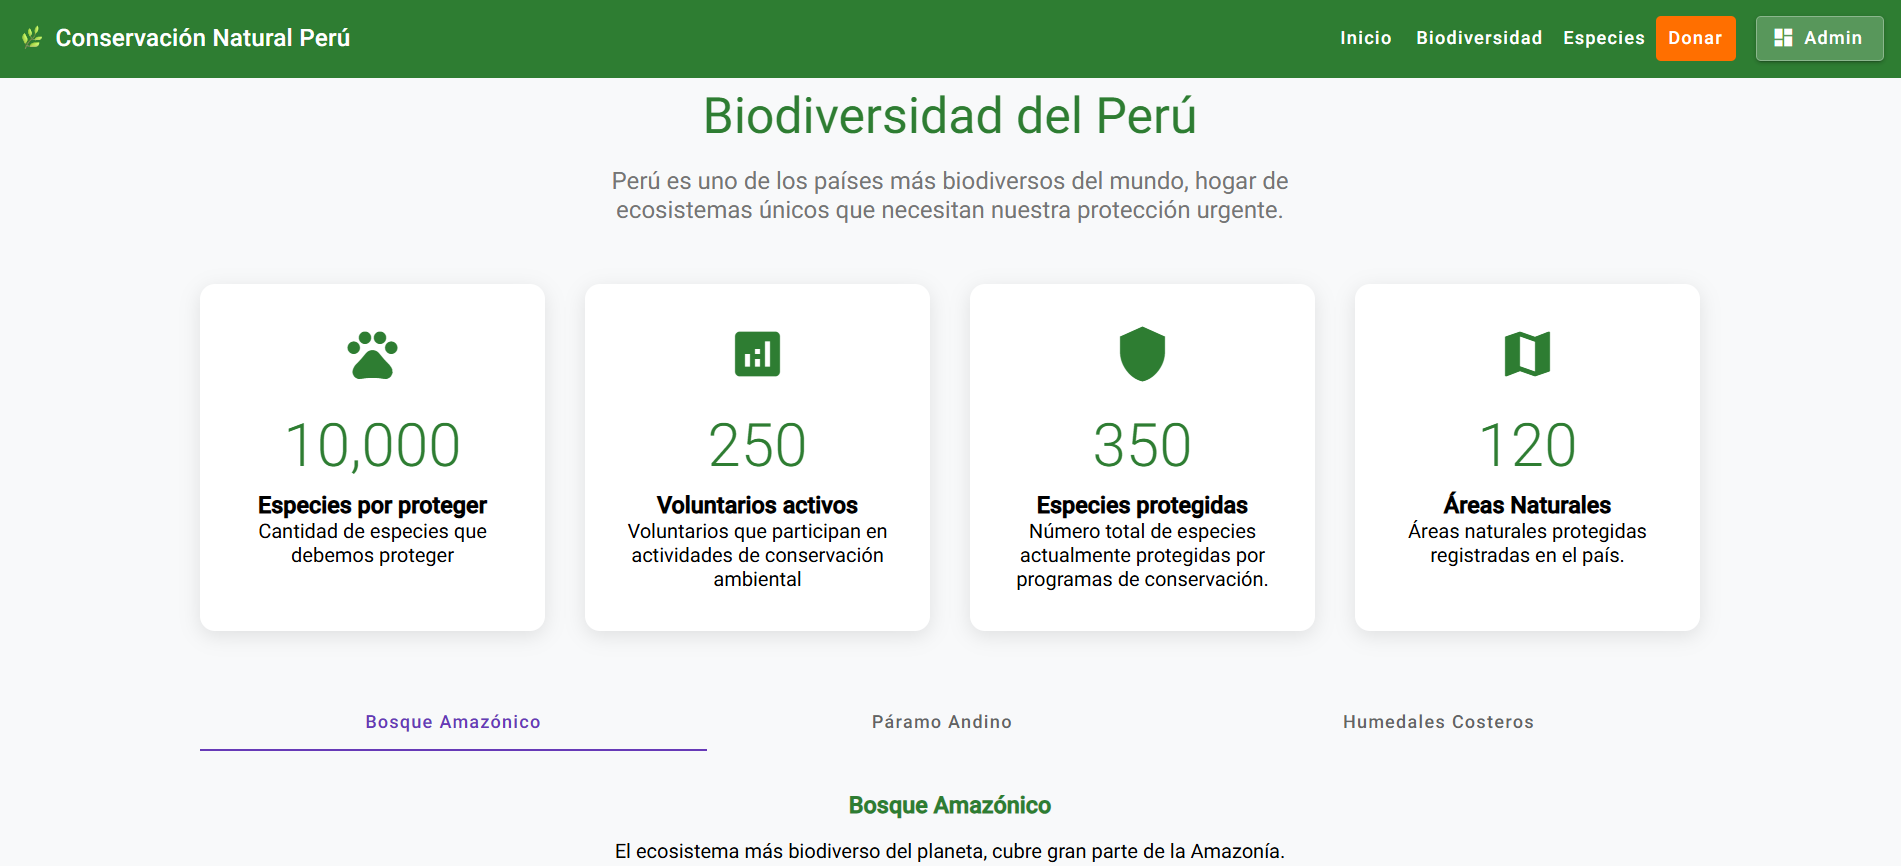 Conservación Natural Perú
Inicio
Biodiversidad
Especies
Donar
Admin
Biodiversidad del Perú
Perú es uno de los países más biodiversos del mundo, hogar de
ecosistemas únicos que necesitan nuestra protección urgente.
10,000
Especies por proteger
Cantidad de especies que
debemos proteger
250
Voluntarios activos
Voluntarios que participan en
actividades de conservación
ambiental
350
Especies protegidas
Número total de especies
actualmente protegidas por
programas de conservación.
120
Áreas Naturales
Áreas naturales protegidas
registradas en el país.
Bosque Amazónico
Páramo Andino
Humedales Costeros
Bosque Amazónico
El ecosistema más biodiverso del planeta, cubre gran parte de la Amazonía.